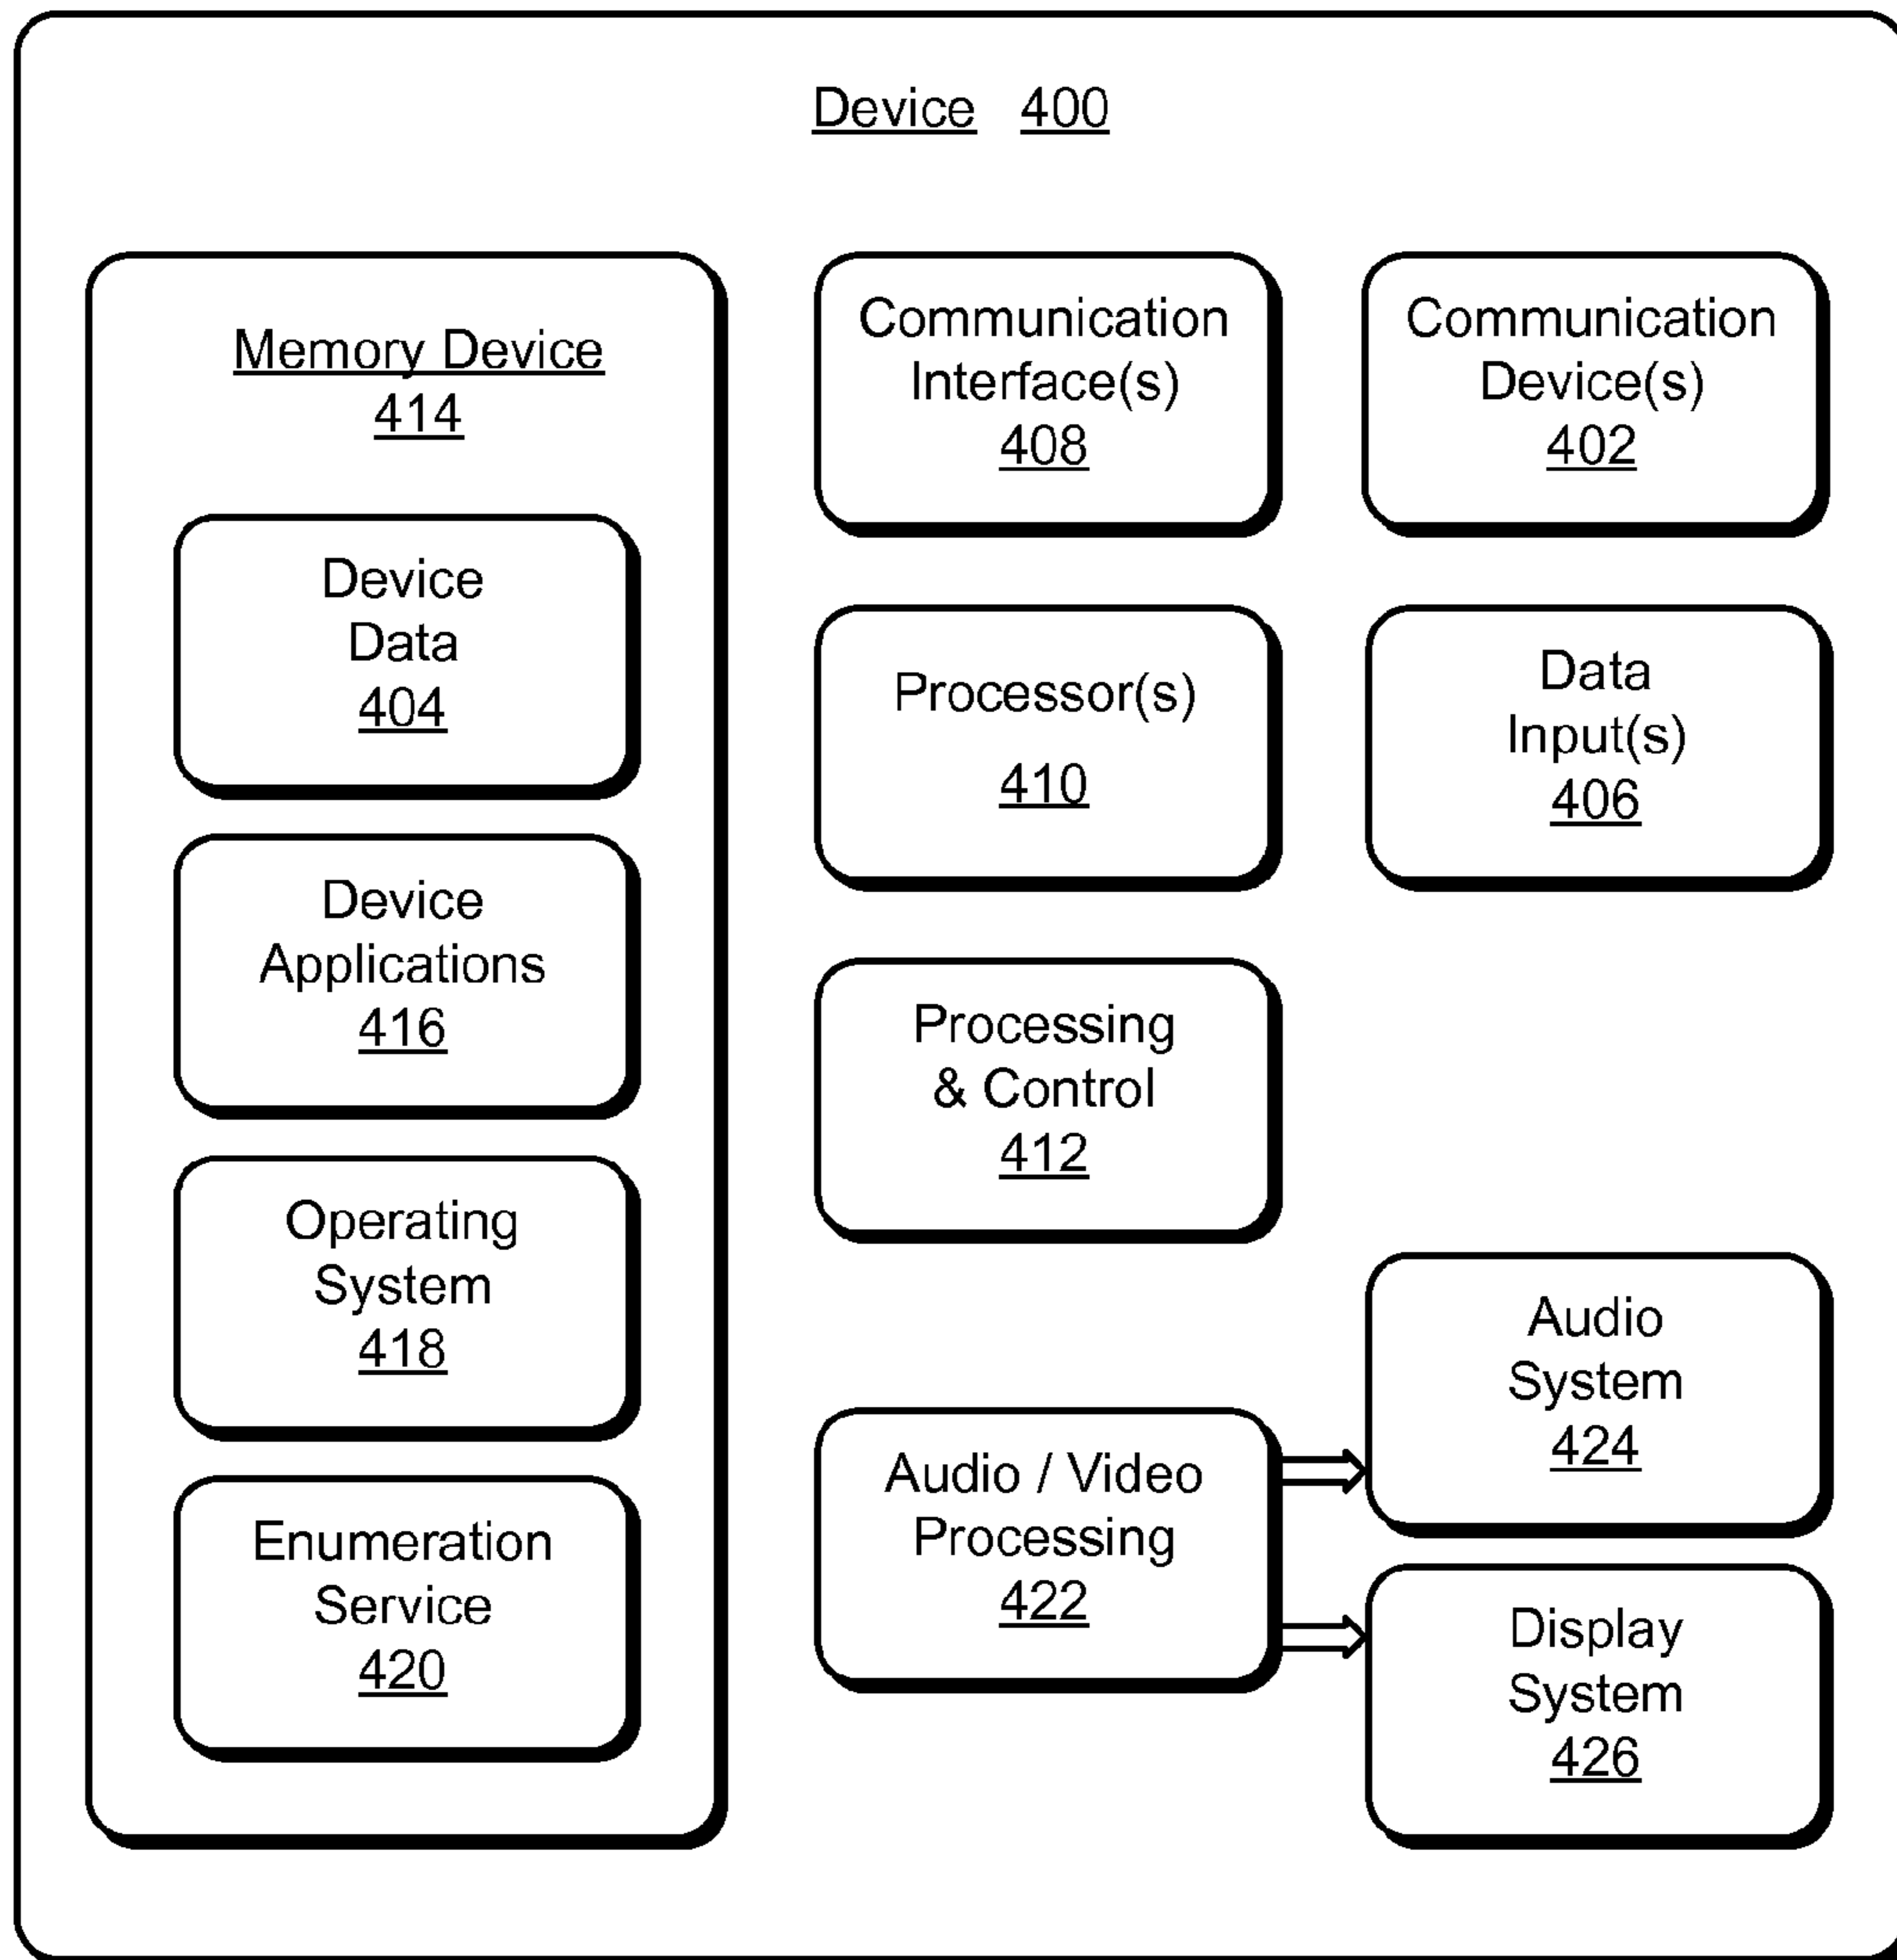 Device 400
Memory Device
414
Device
Data
404
Device
Applications
416
Operating
System
418
Enumeration
Service
420
Communication
Interface(s)
408
Communication
Device(s)
402
Processor(s)
410
Data
Input(s)
406
Processing
& Control
412
Audio / Video
Processing
422
Audio
System
424
Display
System
426